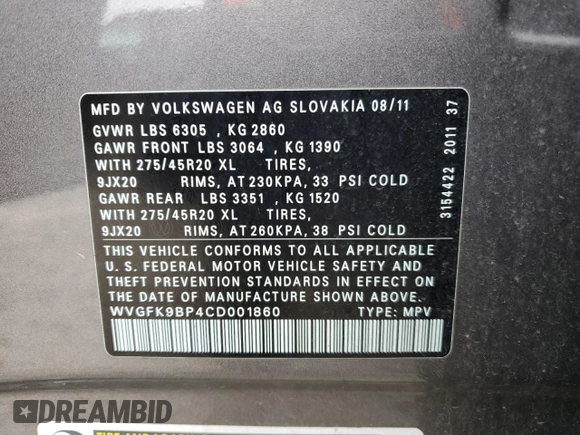 MFD BY VOLKSWAGEN AG SLOVAKIA 08/11
GVWR LBS 6305 , KG 2860
GAWR FRONT LBS 3064 , KG 1390
WITH 275/45R20 XL TIRES,
9JX20 RIMS, AT 230KPA, 33 PSI COLD
GAWR REAR LBS 3351 , KG 1520
WITH 275/45R20 XL TIRES,
9JX20 RIMS, AT 260KPA, 38 PSI COLD
THIS VEHICLE CONFORMS TO ALL APPLICABLE
U. S. FEDERAL MOTOR VEHICLE SAFETY AND
THEFT PREVENTION STANDARDS IN EFFECT ON
THE DATE OF MANUFACTURE SHOWN ABOVE
WVGFK9BP4CD001860 TYPE: MPV
3154422 2011 37
DREAMBID